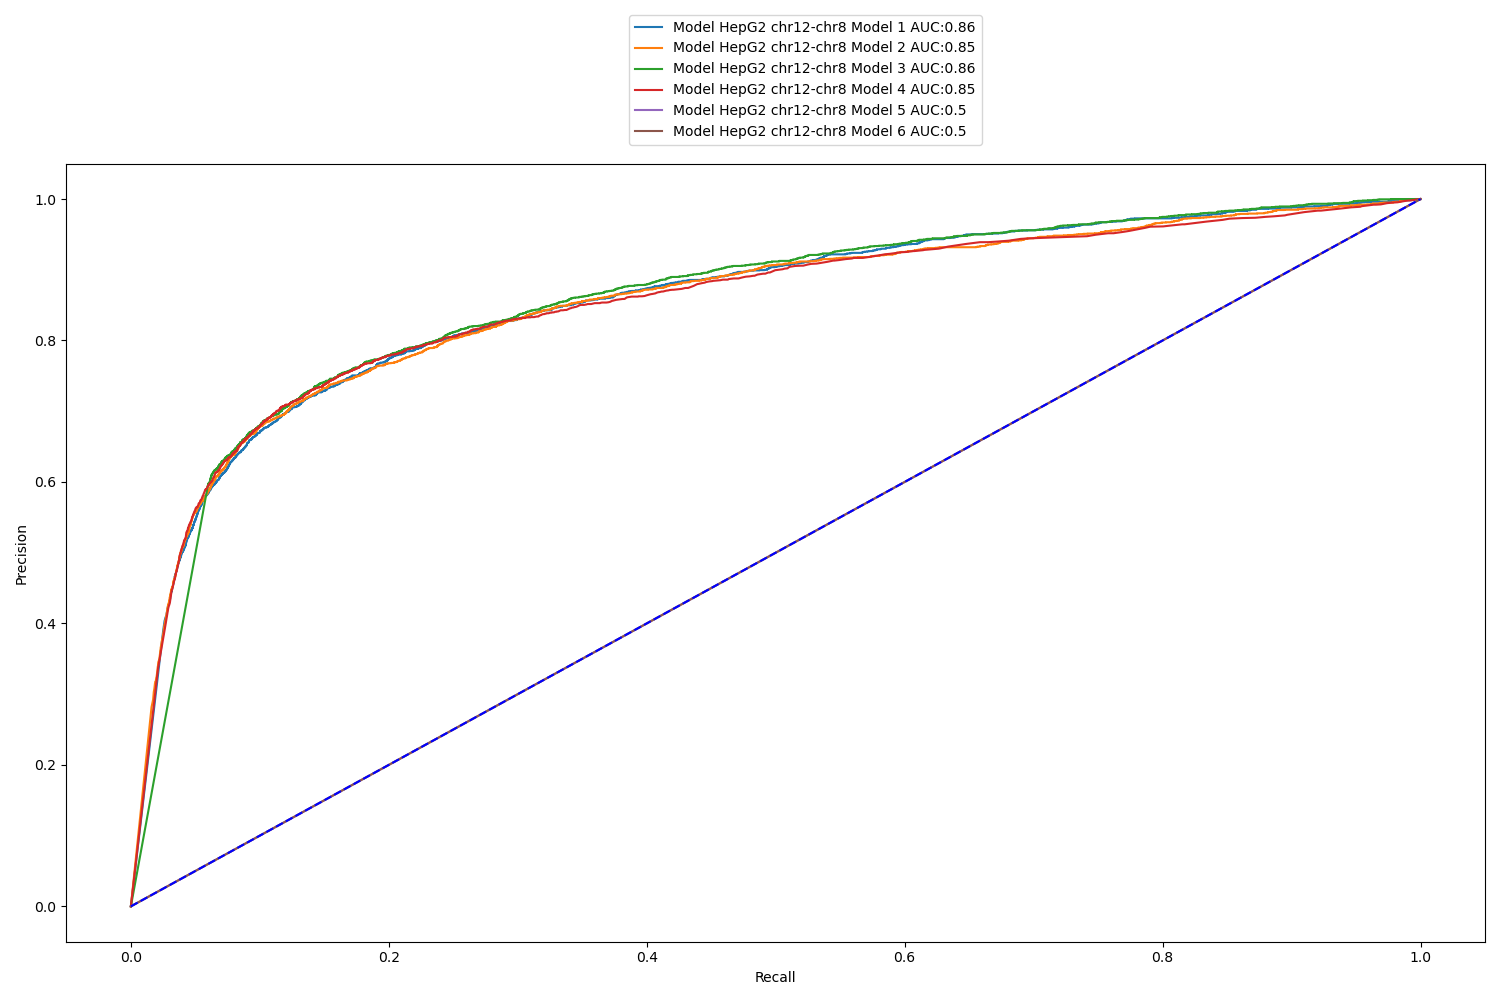 Model HepG2 chr12-chr8 Model 1 AUC:0.86
Model HepG2 chr12-chr8 Model 2 AUC:0.85
Model HepG2 chr12-chr8 Model 3 AUC:0.86
Model HepG2 chr12-chr8 Model 4 AUC:0.85
Model HepG2 chr12-chr8 Model 5 AUC:0.5
Model HepG2 chr12-chr8 Model 6 AUC:0.5
1.0
0.8
0.6
0.4
0.2
0.0
Precision
0.0 0.2 0.4 0.6 0.8 1.0
Recall